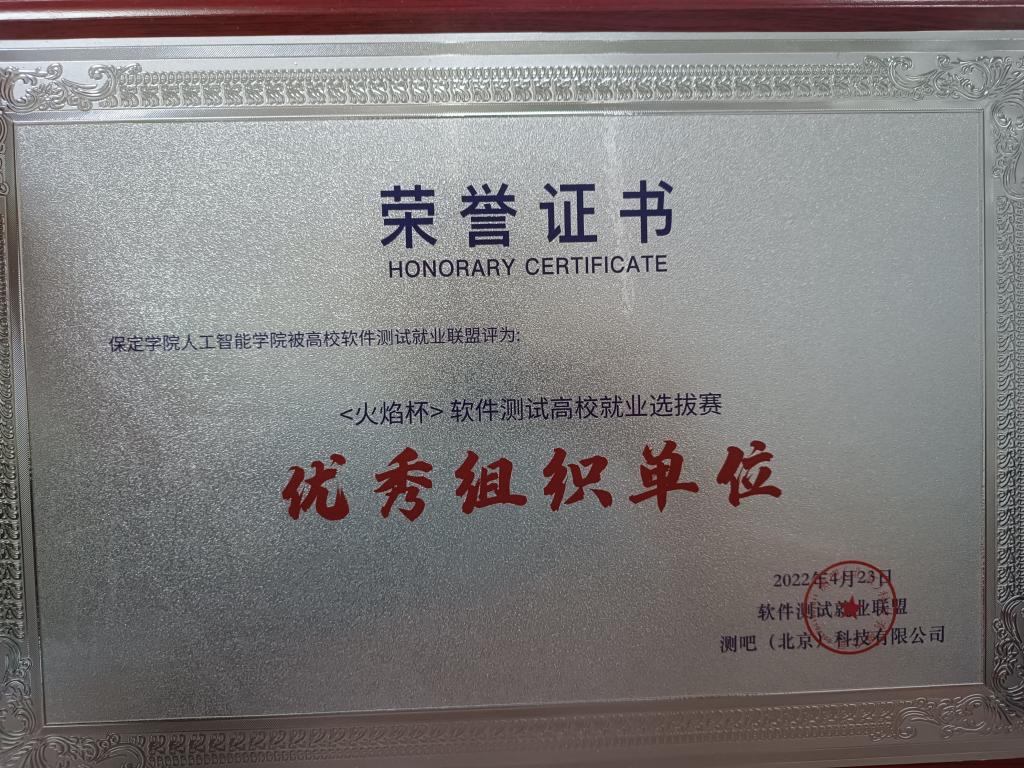 荣誉证书
HONORARY CERTIFICATE
保定学院人工智能学院被高校软件测试就业联盟评为:
<火焰杯> 软件测试高校就业选拔赛
优秀组织单位
2022年4月23日
软件测试就业联盟
测吧（北京）科技有限公司